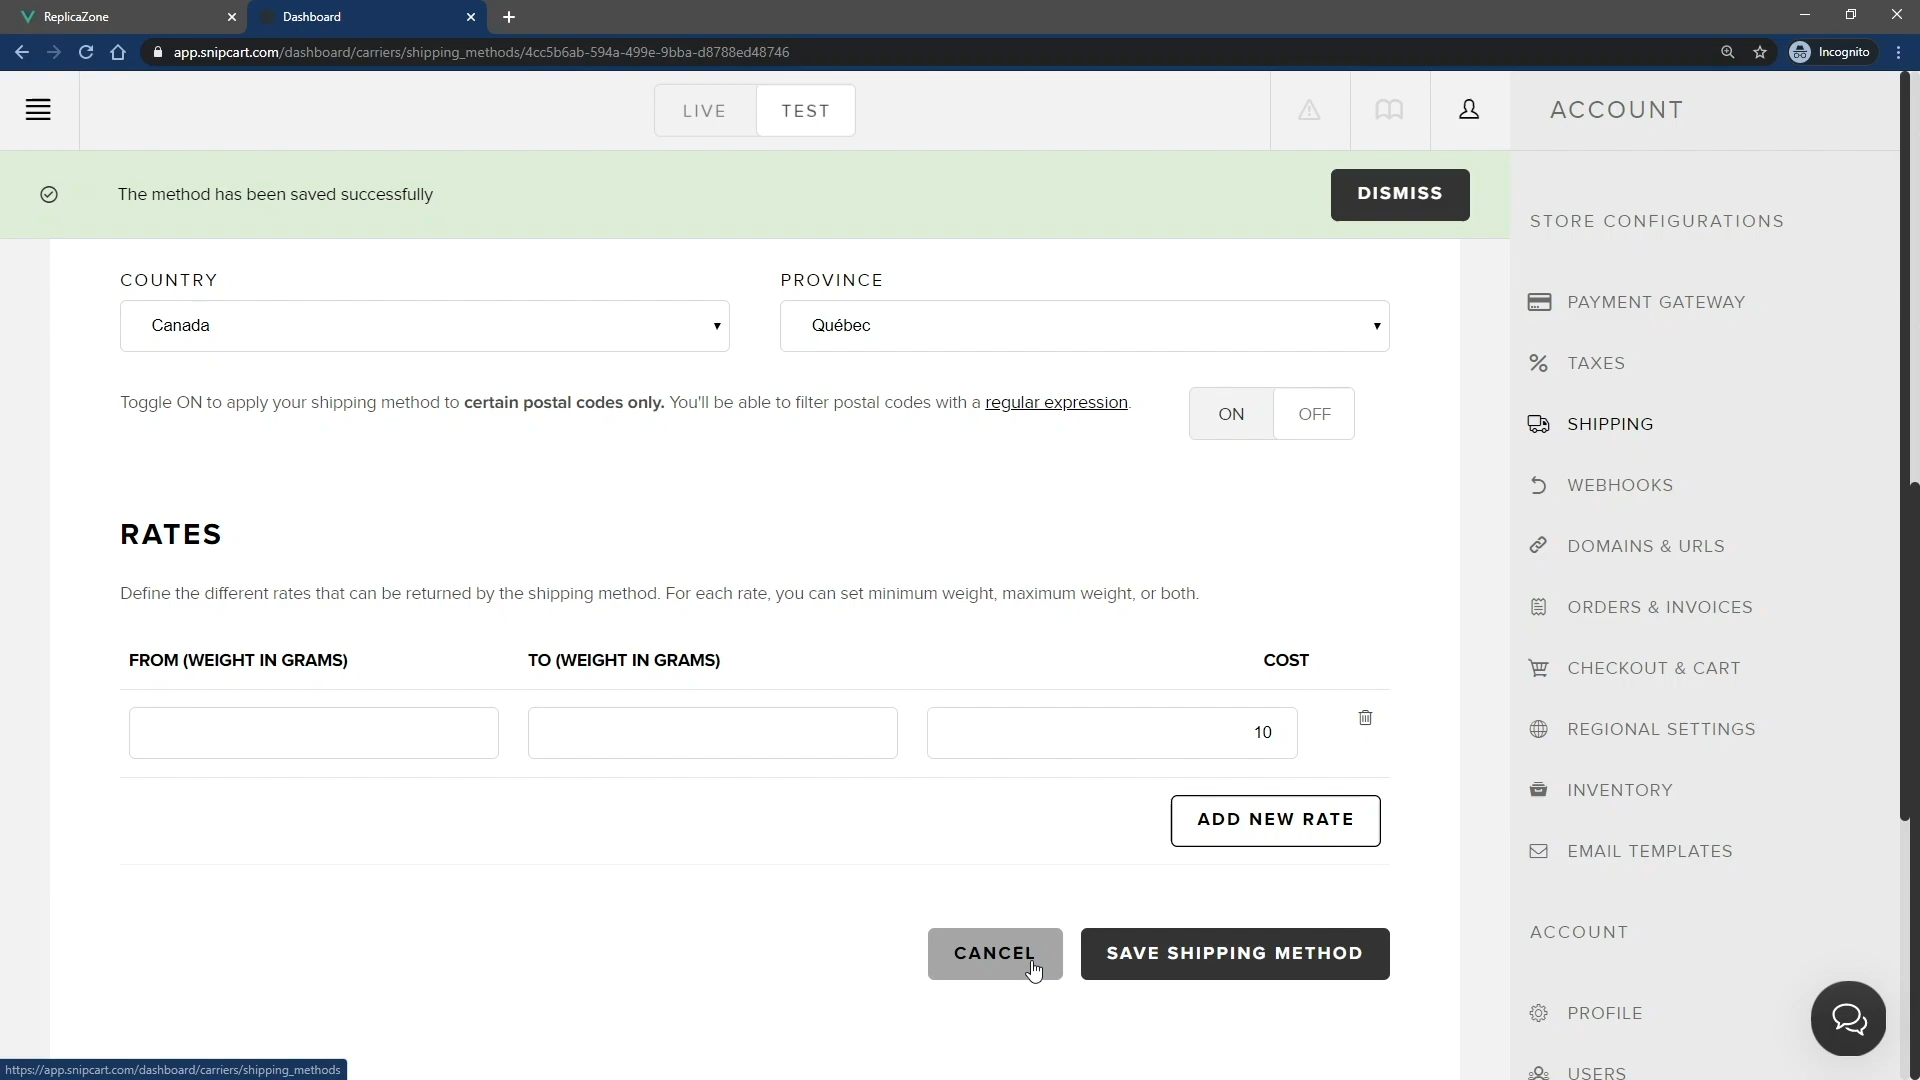 ReplicaZone
Dashboard
app.snipcart.com/dashboard/carriers/shipping_methods/4cc5b6ab-594a-499e-9bba-d8788ed48746
Incognito
LIVE
TEST
ACCOUNT
The method has been saved successfully
DISMISS
COUNTRY
PROVINCE
Canada
Québec
Toggle ON to apply your shipping method to certain postal codes only. You'll be able to filter postal codes with a regular expression.
ON
OFF
RATES
Define the different rates that can be returned by the shipping method. For each rate, you can set minimum weight, maximum weight, or both.
FROM (WEIGHT IN GRAMS)
TO (WEIGHT IN GRAMS)
COST
10
ADD NEW RATE
CANCEL
SAVE SHIPPING METHOD
STORE CONFIGURATIONS
PAYMENT GATEWAY
TAXES
SHIPPING
WEBHOOKS
DOMAINS & URLS
ORDERS & INVOICES
CHECKOUT & CART
REGIONAL SETTINGS
INVENTORY
EMAIL TEMPLATES
ACCOUNT
PROFILE
USERS
https://app.snipcart.com/dashboard/carriers/shipping_methods